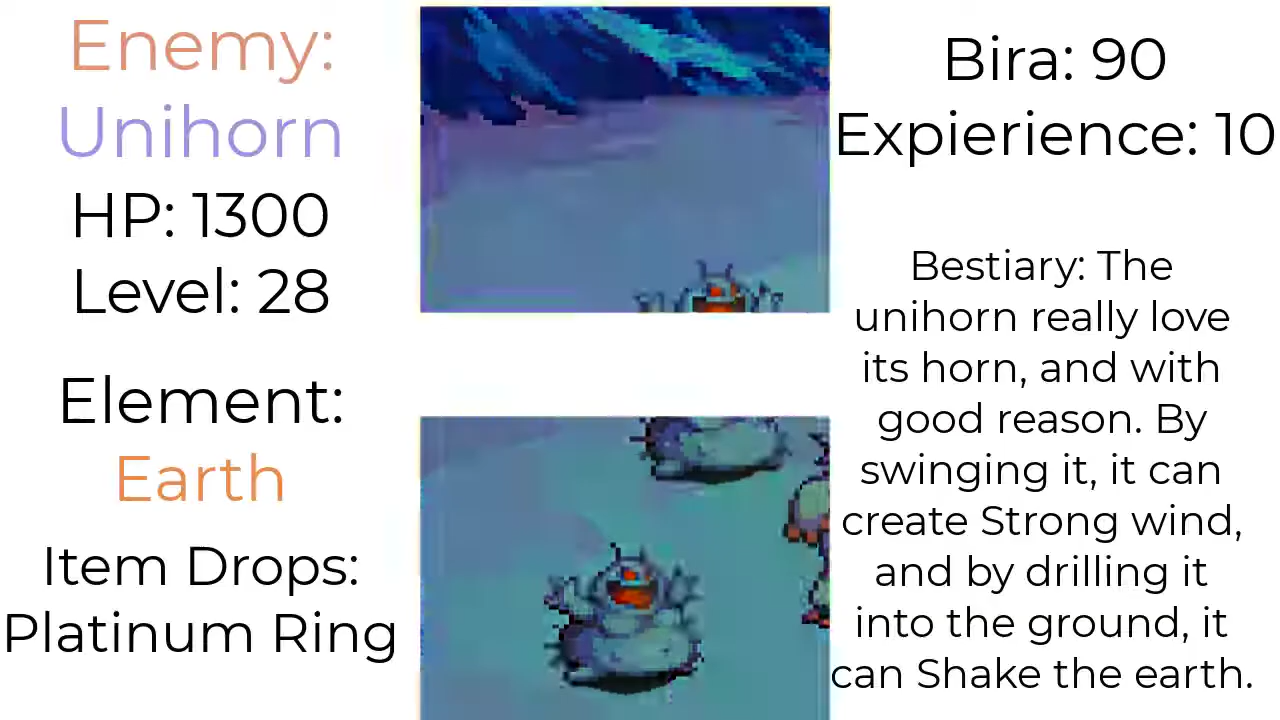 Enemy:
Unihorn
HP: 1300
Level: 28
Element:
Earth
Item Drops:
Platinum Ring
Bira: 90
Expierience: 10
Bestiary: The
unihorn really love
its horn, and with
good reason. By
swinging it, it can
create Strong wind,
and by drilling it
into the ground, it
can Shake the earth.